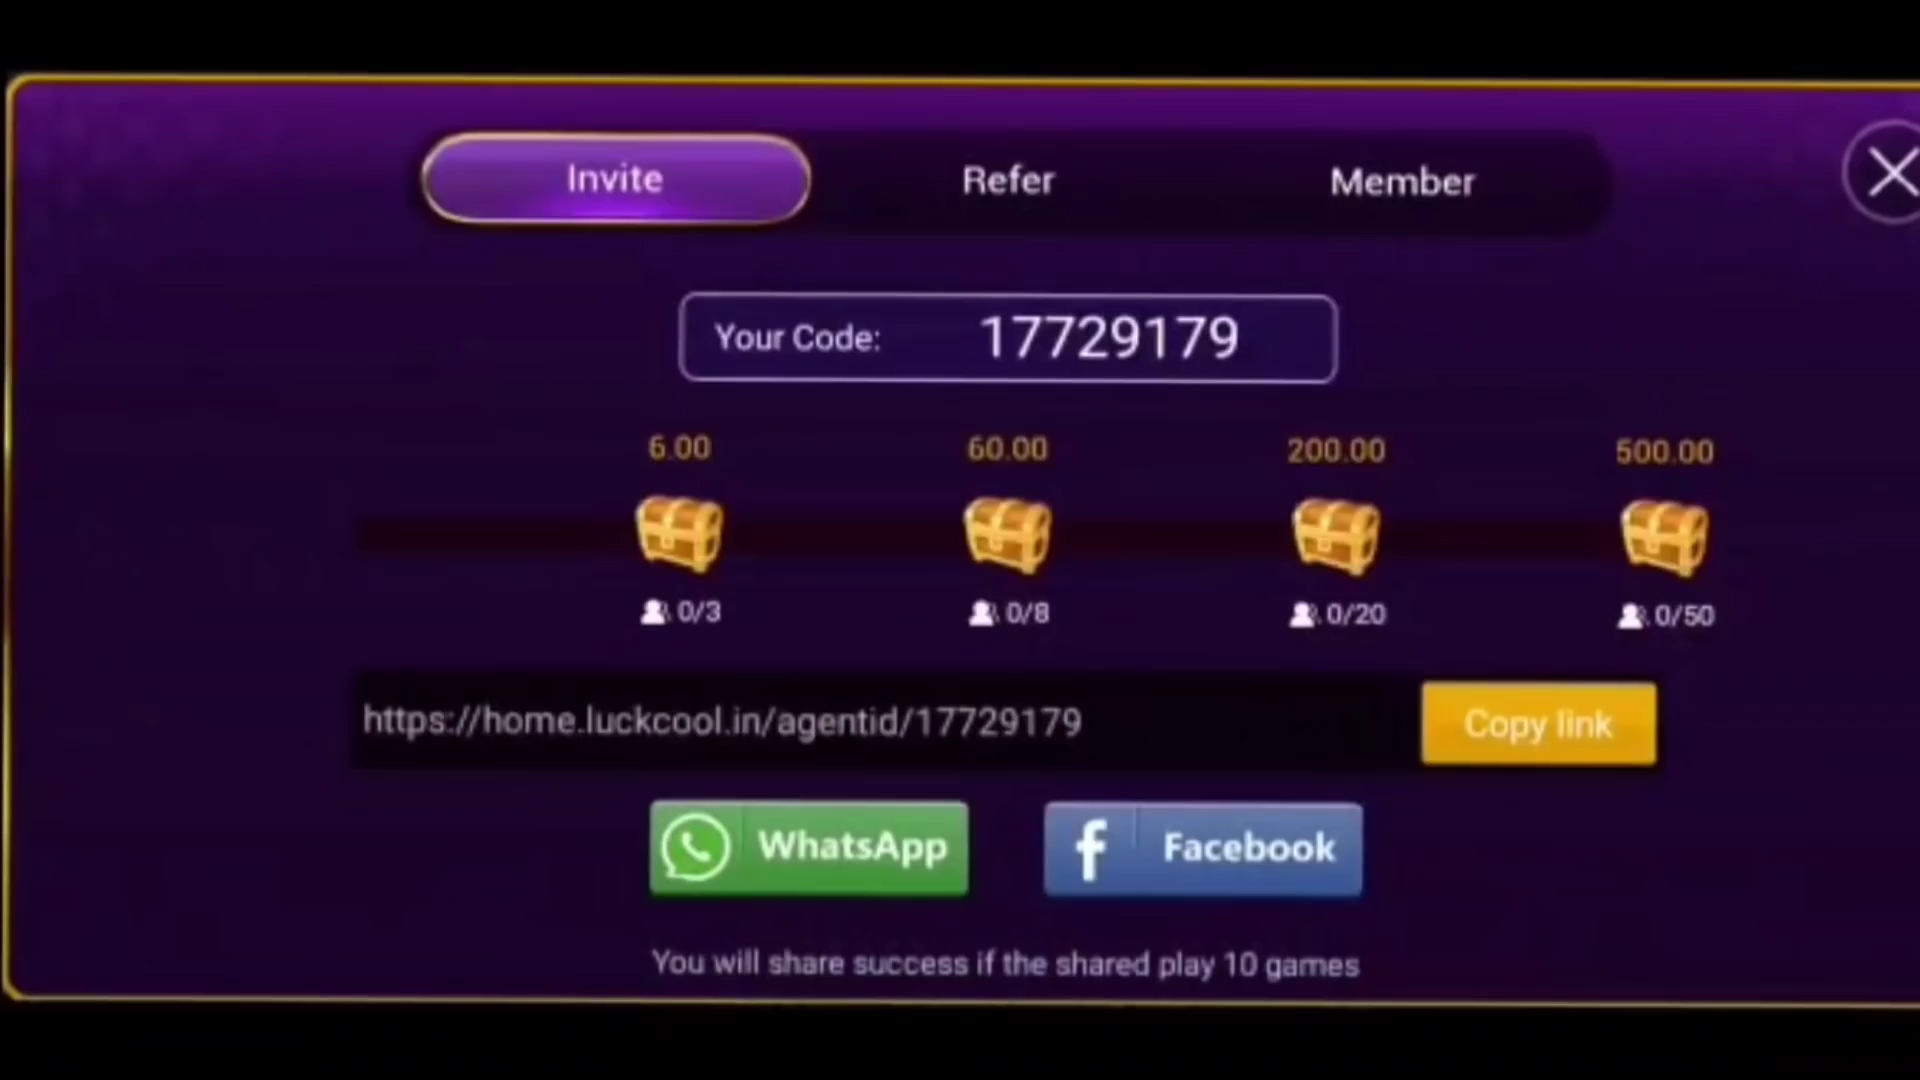 Invite Refer Member
Your Code: 17729179
6.00 60.00 200.00 500.00
0/3 0/8 0/20 0/50
https://home.luckcool.in/agentid/17729179 Copy link
WhatsApp Facebook
You will share success if the shared play 10 games